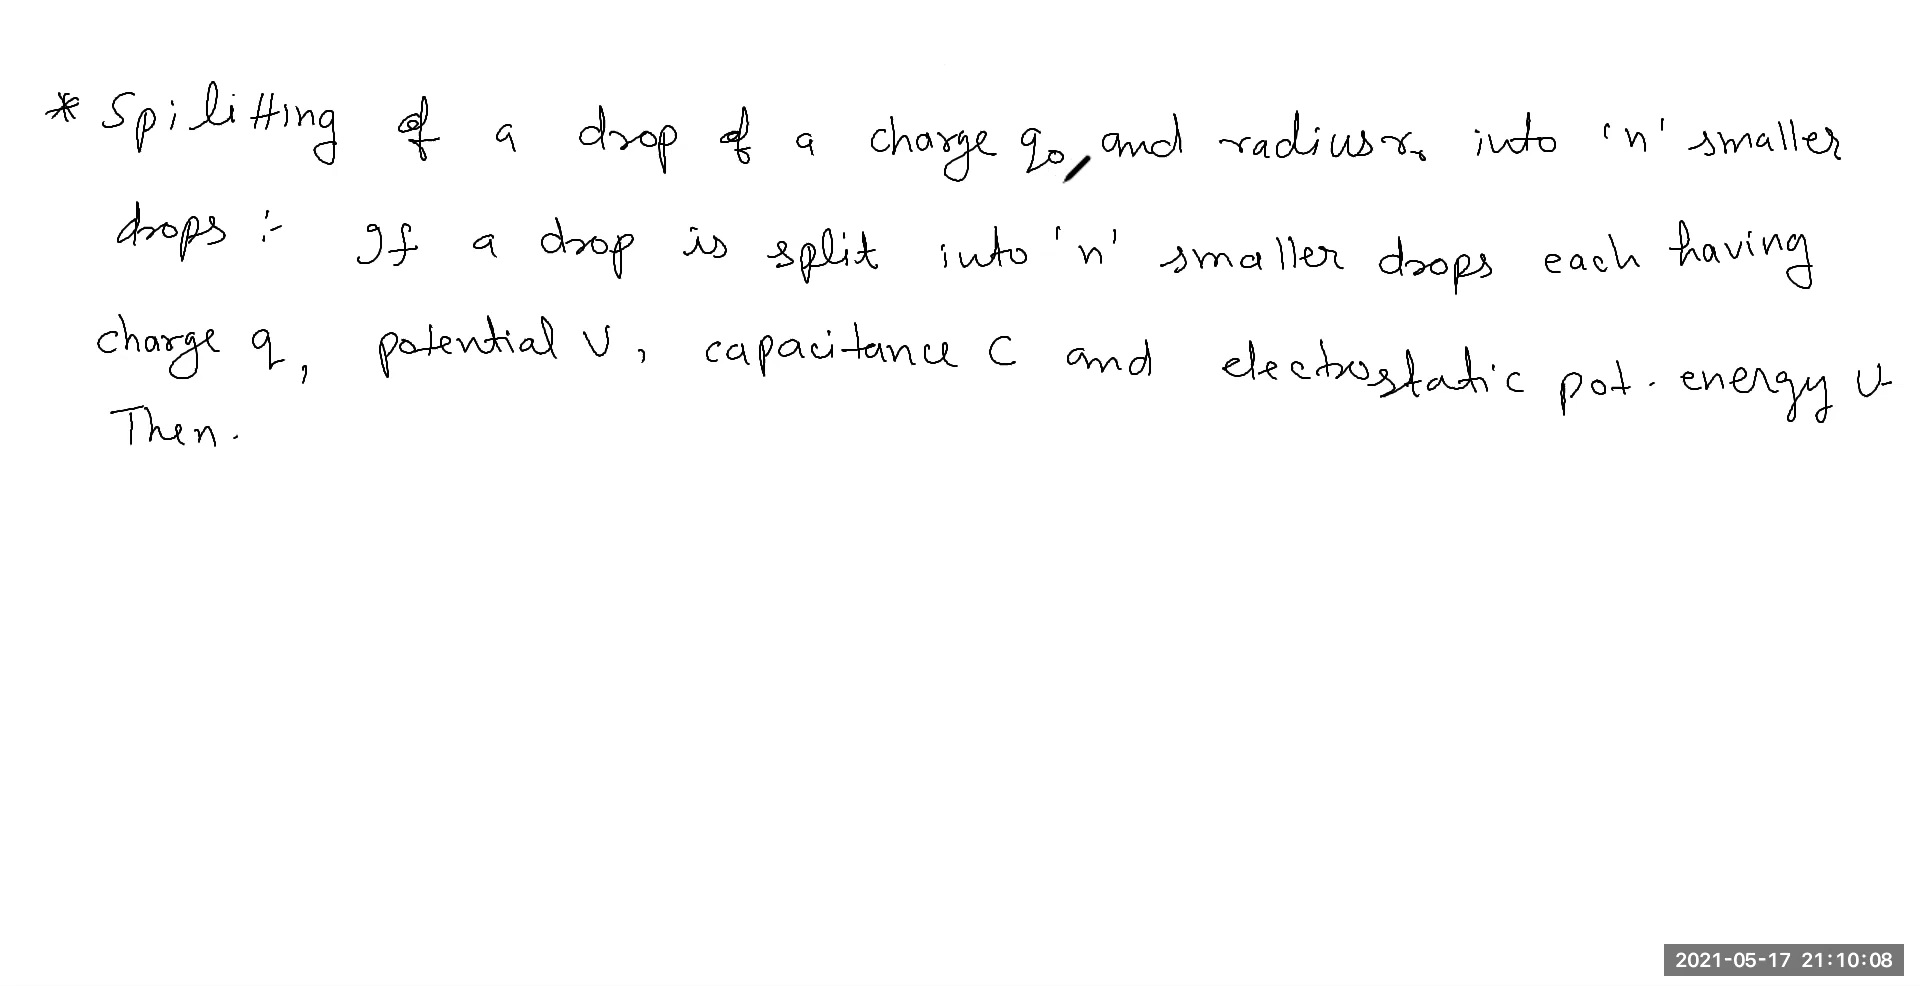 * Spilitting of a drop of a charge q₀, and radius r₀ into 'n' smaller
drops :- If a drop is split into 'n' smaller drops each having
charge q, potential V, capacitance C and electrostatic pot. energy U
Then.
2021-05-17 21:10:08